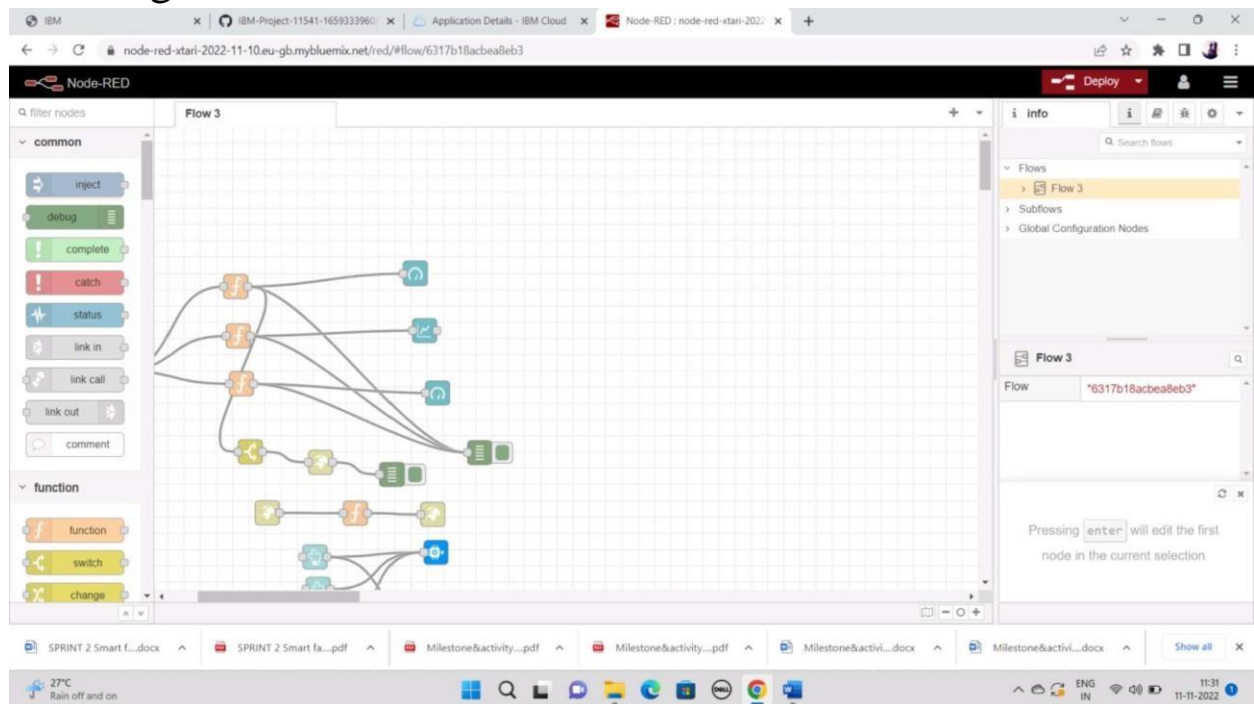 IBM
IBM-Project-11541-1659333960
Application Details - IBM Cloud
Node-RED : node-red-xtari-2022
node-red-xtari-2022-11-10.eu-gb.mybluemix.net/red/#flow/6317b18acbea8eb3
Node-RED
Deploy
filter nodes
Flow 3
i info
i
Search flows
common
inject
debug
complete
catch
status
link in
link call
link out
comment
function
function
switch
change
Flows
Flow 3
Subflows
Global Configuration Nodes
Flow 3
Flow "6317b18acbea8eb3"
Pressing enter will edit the first
node in the current selection
SPRINT 2 Smart f....docx
SPRINT 2 Smart fa....pdf
Milestone&activity....pdf
Milestone&activity....pdf
Milestone&activi....docx
Milestone&activi....docx
Show all
27°C
Rain off and on
DELL
ENG
IN
11:31
11-11-2022